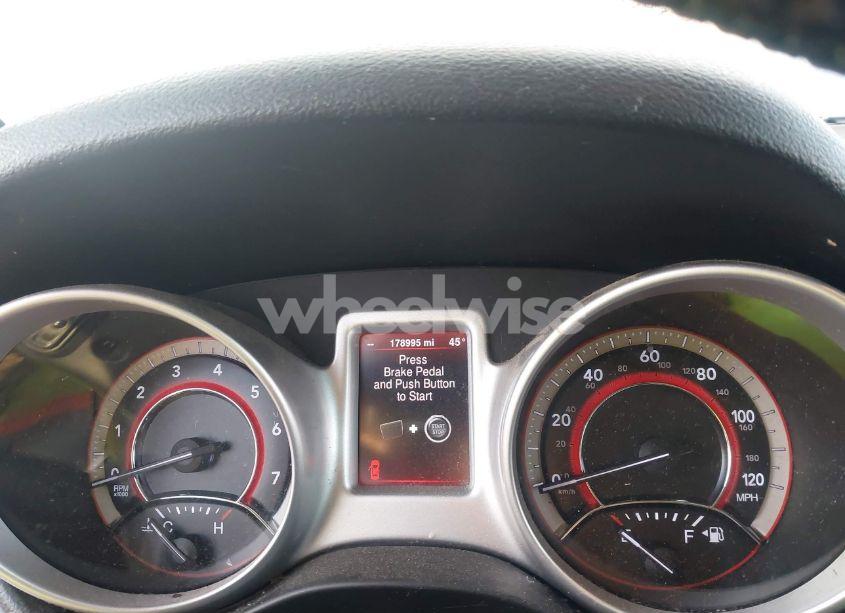 wheelwise
-- 178995 mi 45°
Press
Brake Pedal
and Push Button
to Start
+ START
STOP
0 1 2 3 4 5 6 7
RPM
x1000
C H
0 20 40 60 80 100 120
MPH
20 40 60 80 100 120 140 160 180
km/h
F